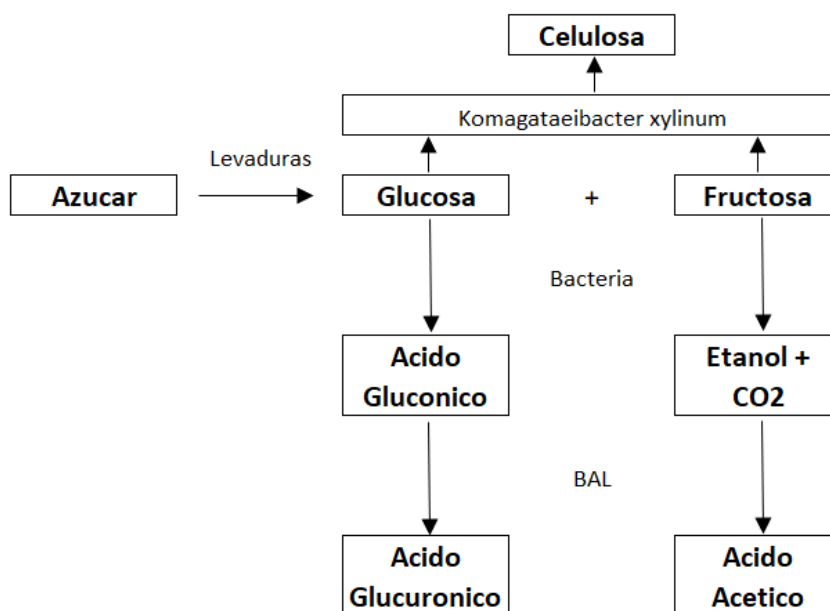 Celulosa
Komagataeibacter xylinum
Levaduras
Azucar
Glucosa
+
Fructosa
Bacteria
Acido
Gluconico
Etanol +
CO2
BAL
Acido
Glucuronico
Acido
Acetico